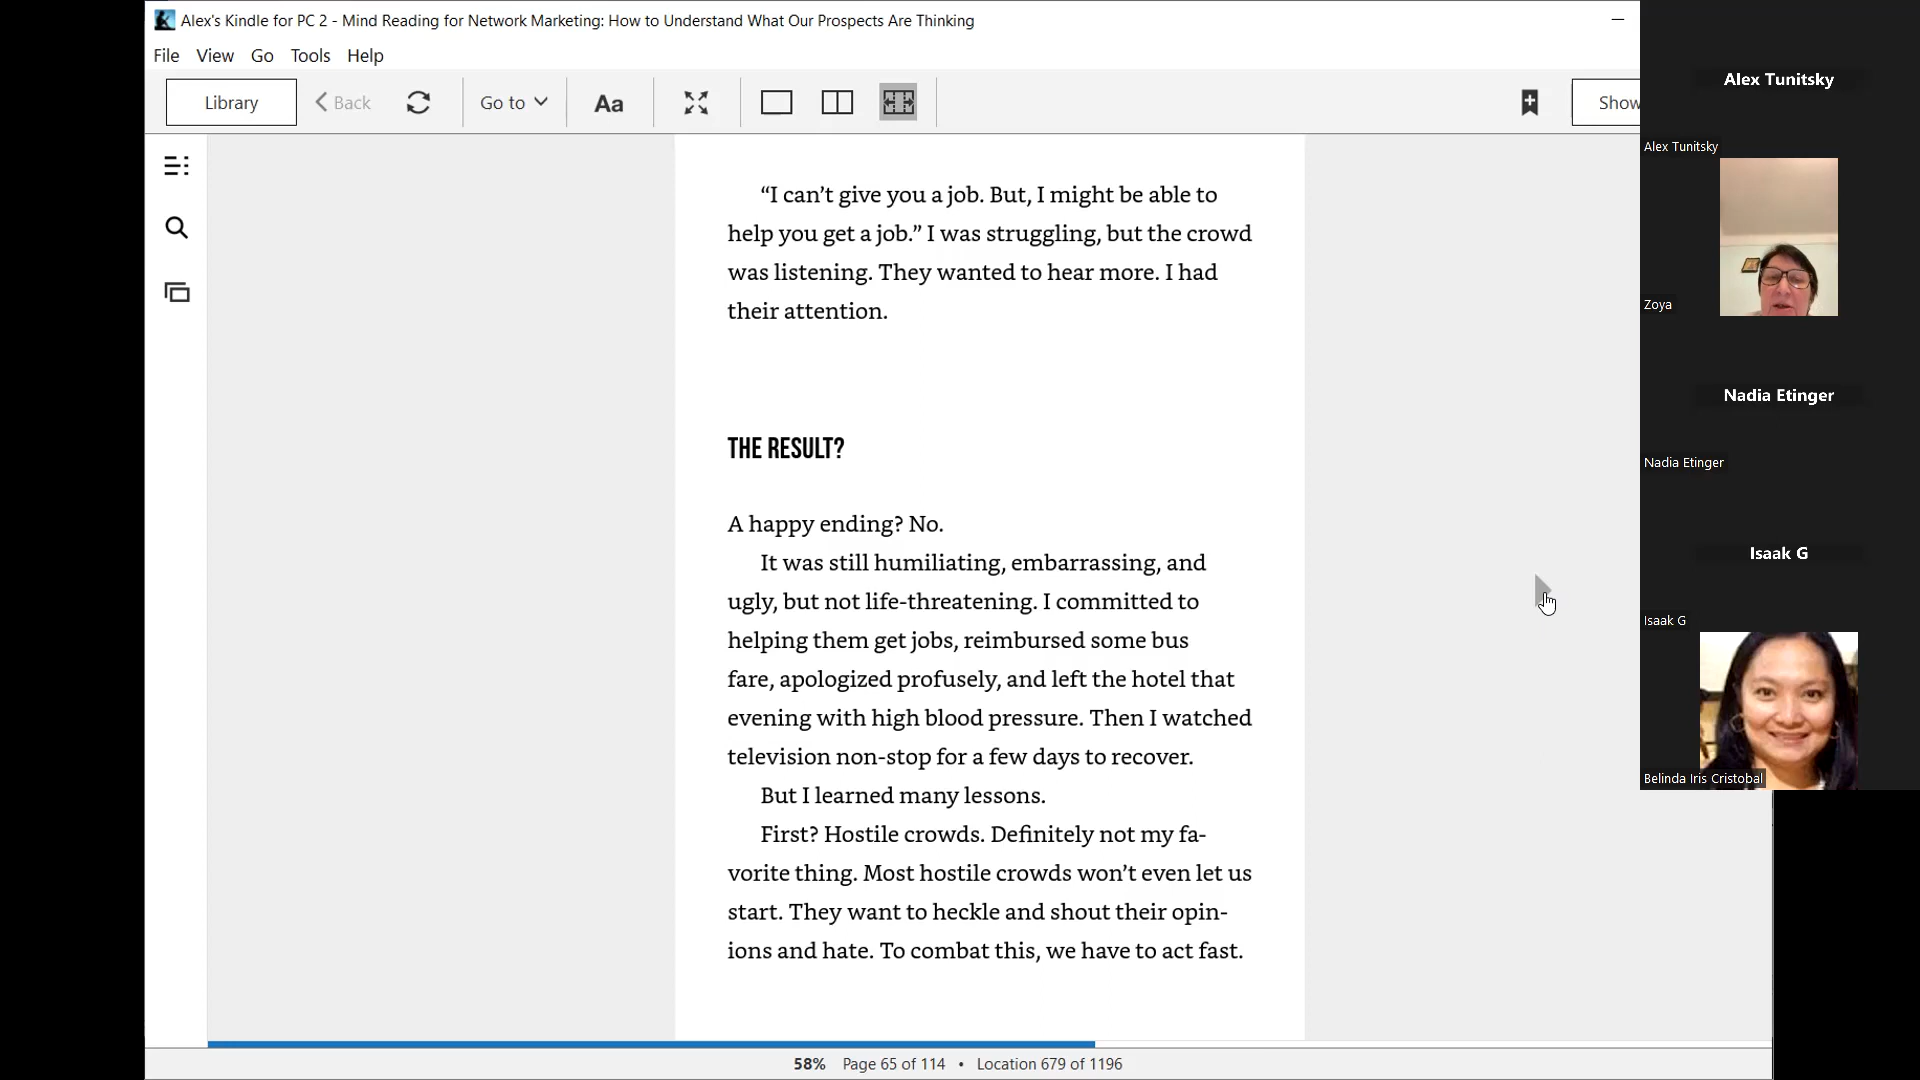 Alex's Kindle for PC 2 - Mind Reading for Network Marketing: How to Understand What Our Prospects Are Thinking
File View Go Tools Help
Library Back Go to Aa Show
“I can’t give you a job. But, I might be able to
help you get a job.” I was struggling, but the crowd
was listening. They wanted to hear more. I had
their attention.
THE RESULT?
A happy ending? No.
It was still humiliating, embarrassing, and
ugly, but not life-threatening. I committed to
helping them get jobs, reimbursed some bus
fare, apologized profusely, and left the hotel that
evening with high blood pressure. Then I watched
television non-stop for a few days to recover.
But I learned many lessons.
First? Hostile crowds. Definitely not my fa-
vorite thing. Most hostile crowds won’t even let us
start. They want to heckle and shout their opin-
ions and hate. To combat this, we have to act fast.
58% Page 65 of 114 • Location 679 of 1196
Alex Tunitsky
Alex Tunitsky
Zoya
Nadia Etinger
Nadia Etinger
Isaak G
Isaak G
Belinda Iris Cristobal